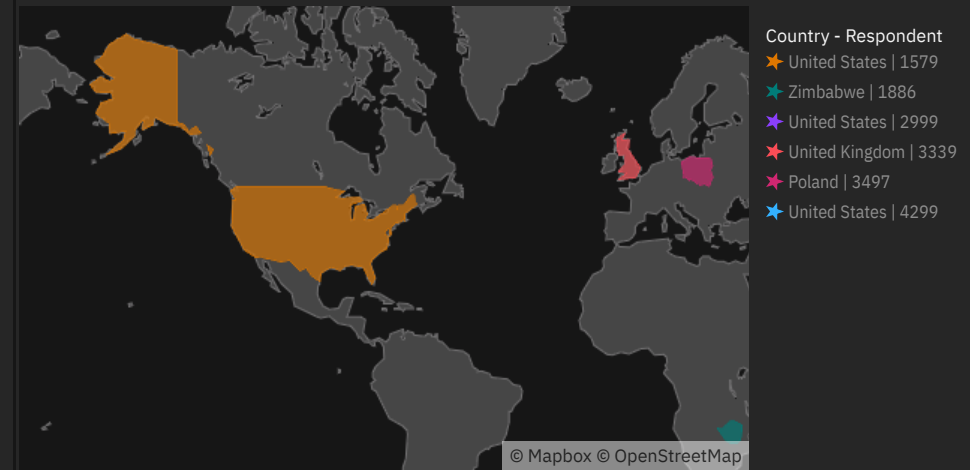 Country - Respondent
United States | 1579
Zimbabwe | 1886
United States | 2999
United Kingdom | 3339
Poland | 3497
United States | 4299
© Mapbox © OpenStreetMap